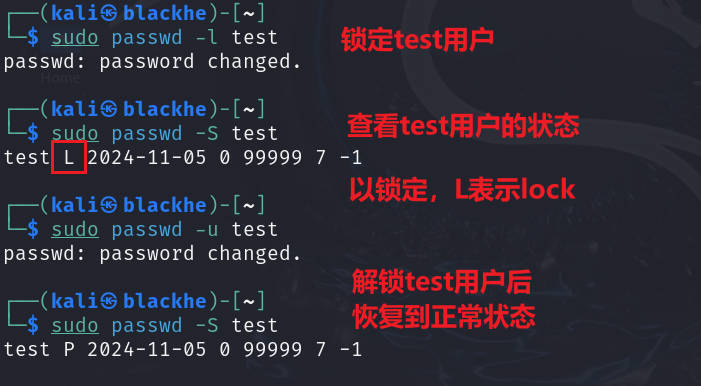 ┌──(kali㉿blackhe)-[~]
└─$ sudo passwd -l test
锁定test用户
passwd: password changed.
Home
┌──(kali㉿blackhe)-[~]
└─$ sudo passwd -S test
查看test用户的状态
test L 2024-11-05 0 99999 7 -1
以锁定，L表示lock
┌──(kali㉿blackhe)-[~]
└─$ sudo passwd -u test
passwd: password changed.
解锁test用户后
恢复到正常状态
┌──(kali㉿blackhe)-[~]
└─$ sudo passwd -S test
test P 2024-11-05 0 99999 7 -1